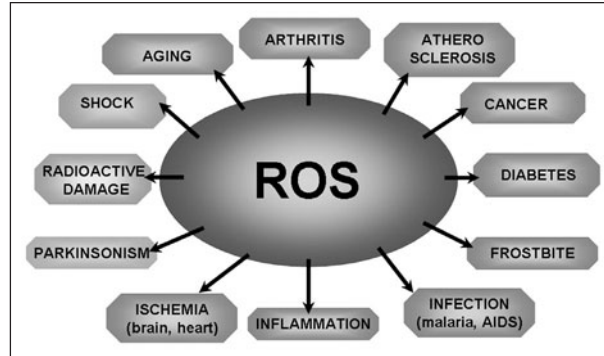 ARTHRITIS
ATHERO
SCLEROSIS
AGING
CANCER
SHOCK
ROS
RADIOACTIVE
DAMAGE
DIABETES
PARKINSONISM
FROSTBITE
ISCHEMIA
(brain, heart)
INFLAMMATION
INFECTION
(malaria, AIDS)